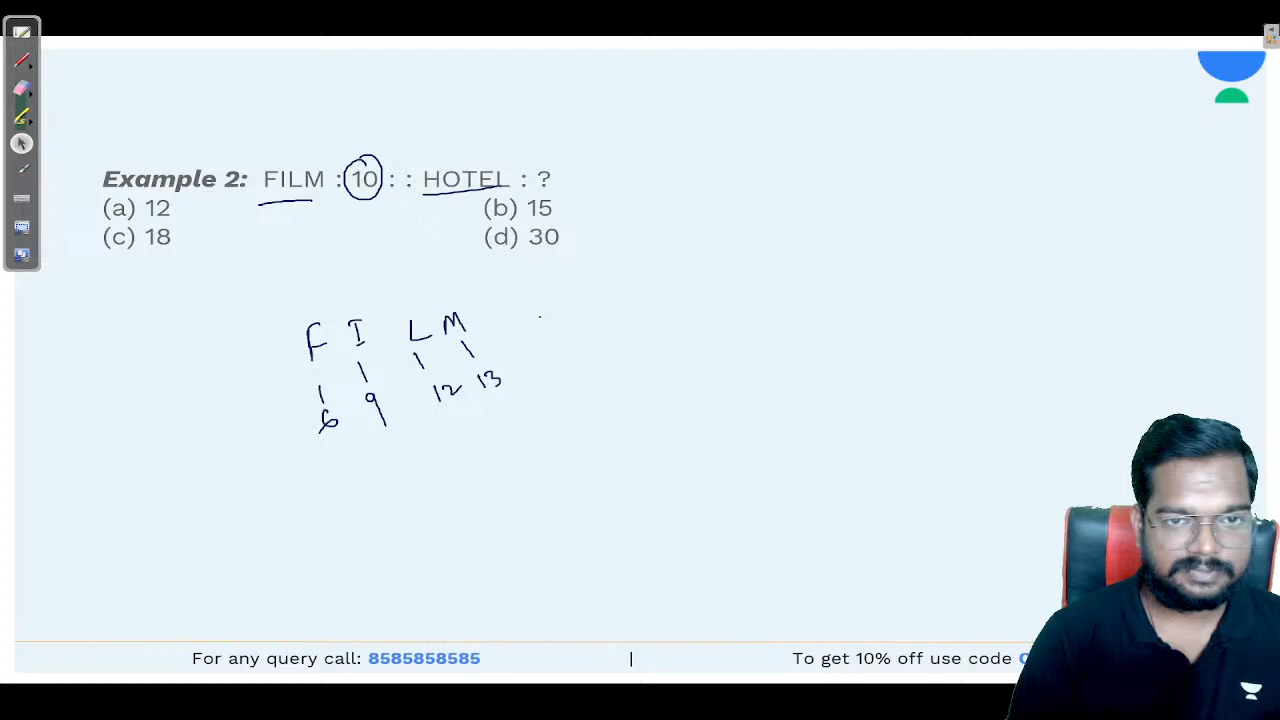 Example 2: FILM : 10 : : HOTEL : ?
(a) 12 (b) 15
(c) 18 (d) 30
F I L M
6 9 12 13
For any query call: 8585858585 | To get 10% off use code